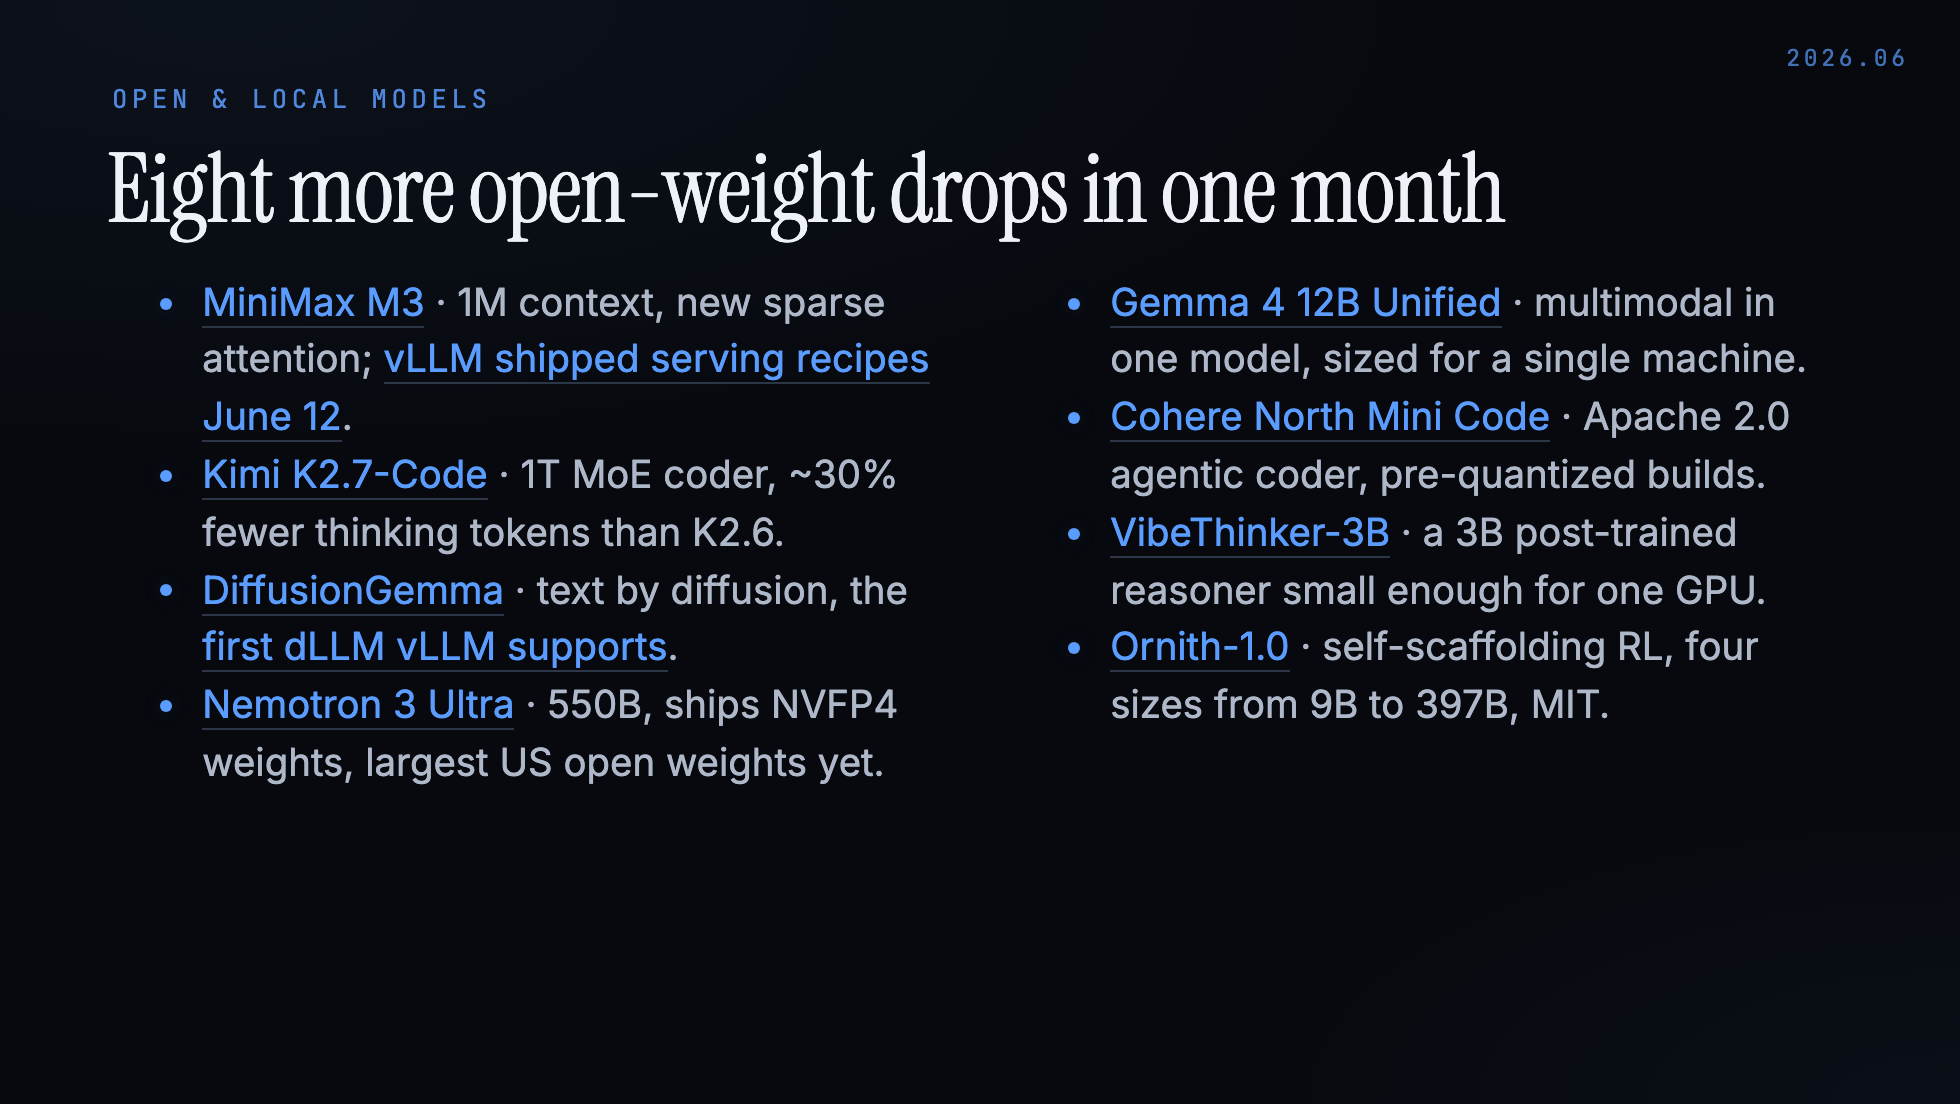 2026.06
OPEN & LOCAL MODELS
Eight more open-weight drops in one month
• MiniMax M3 · 1M context, new sparse
attention; vLLM shipped serving recipes
June 12.
• Kimi K2.7-Code · 1T MoE coder, ~30%
fewer thinking tokens than K2.6.
• DiffusionGemma · text by diffusion, the
first dLLM vLLM supports.
• Nemotron 3 Ultra · 550B, ships NVFP4
weights, largest US open weights yet.
• Gemma 4 12B Unified · multimodal in
one model, sized for a single machine.
• Cohere North Mini Code · Apache 2.0
agentic coder, pre-quantized builds.
• VibeThinker-3B · a 3B post-trained
reasoner small enough for one GPU.
• Ornith-1.0 · self-scaffolding RL, four
sizes from 9B to 397B, MIT.